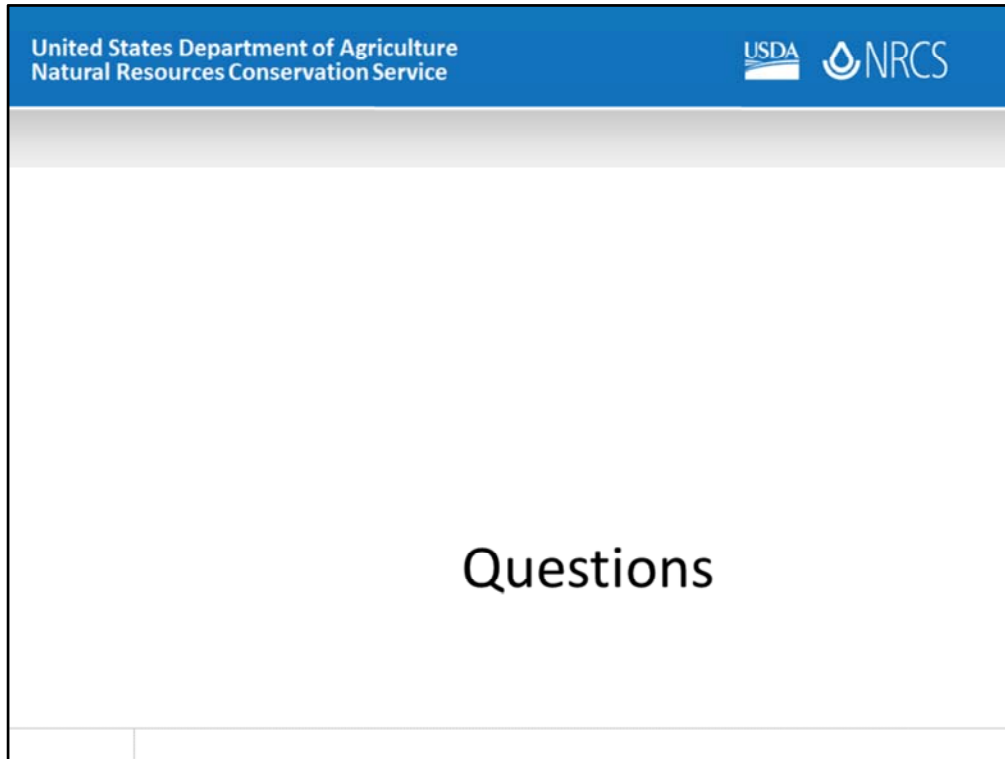 United States Department of Agriculture
Natural Resources Conservation Service
USDA NRCS
Questions